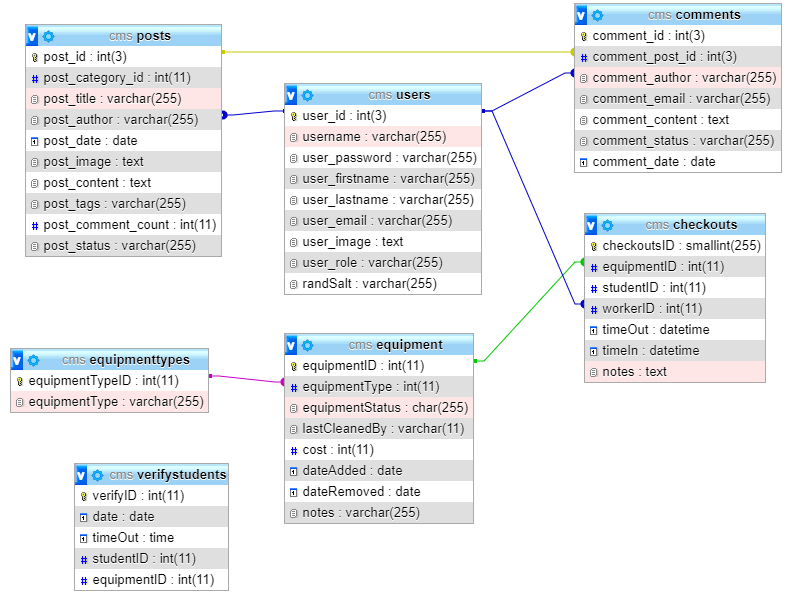 cms posts
post_id : int(3)
post_category_id : int(11)
post_title : varchar(255)
post_author : varchar(255)
post_date : date
post_image : text
post_content : text
post_tags : varchar(255)
post_comment_count : int(11)
post_status : varchar(255)
cms users
user_id : int(3)
username : varchar(255)
user_password : varchar(255)
user_firstname : varchar(255)
user_lastname : varchar(255)
user_email : varchar(255)
user_image : text
user_role : varchar(255)
randSalt : varchar(255)
cms comments
comment_id : int(3)
comment_post_id : int(3)
comment_author : varchar(255)
comment_email : varchar(255)
comment_content : text
comment_status : varchar(255)
comment_date : date
cms checkouts
checkoutsID : smallint(255)
equipmentID : int(11)
studentID : int(11)
workerID : int(11)
timeOut : datetime
timeIn : datetime
notes : text
cms equipmenttypes
equipmentTypeID : int(11)
equipmentType : varchar(255)
cms equipment
equipmentID : int(11)
equipmentType : int(11)
equipmentStatus : char(255)
lastCleanedBy : varchar(11)
cost : int(11)
dateAdded : date
dateRemoved : date
notes : varchar(255)
cms verifystudents
verifyID : int(11)
date : date
timeOut : time
studentID : int(11)
equipmentID : int(11)